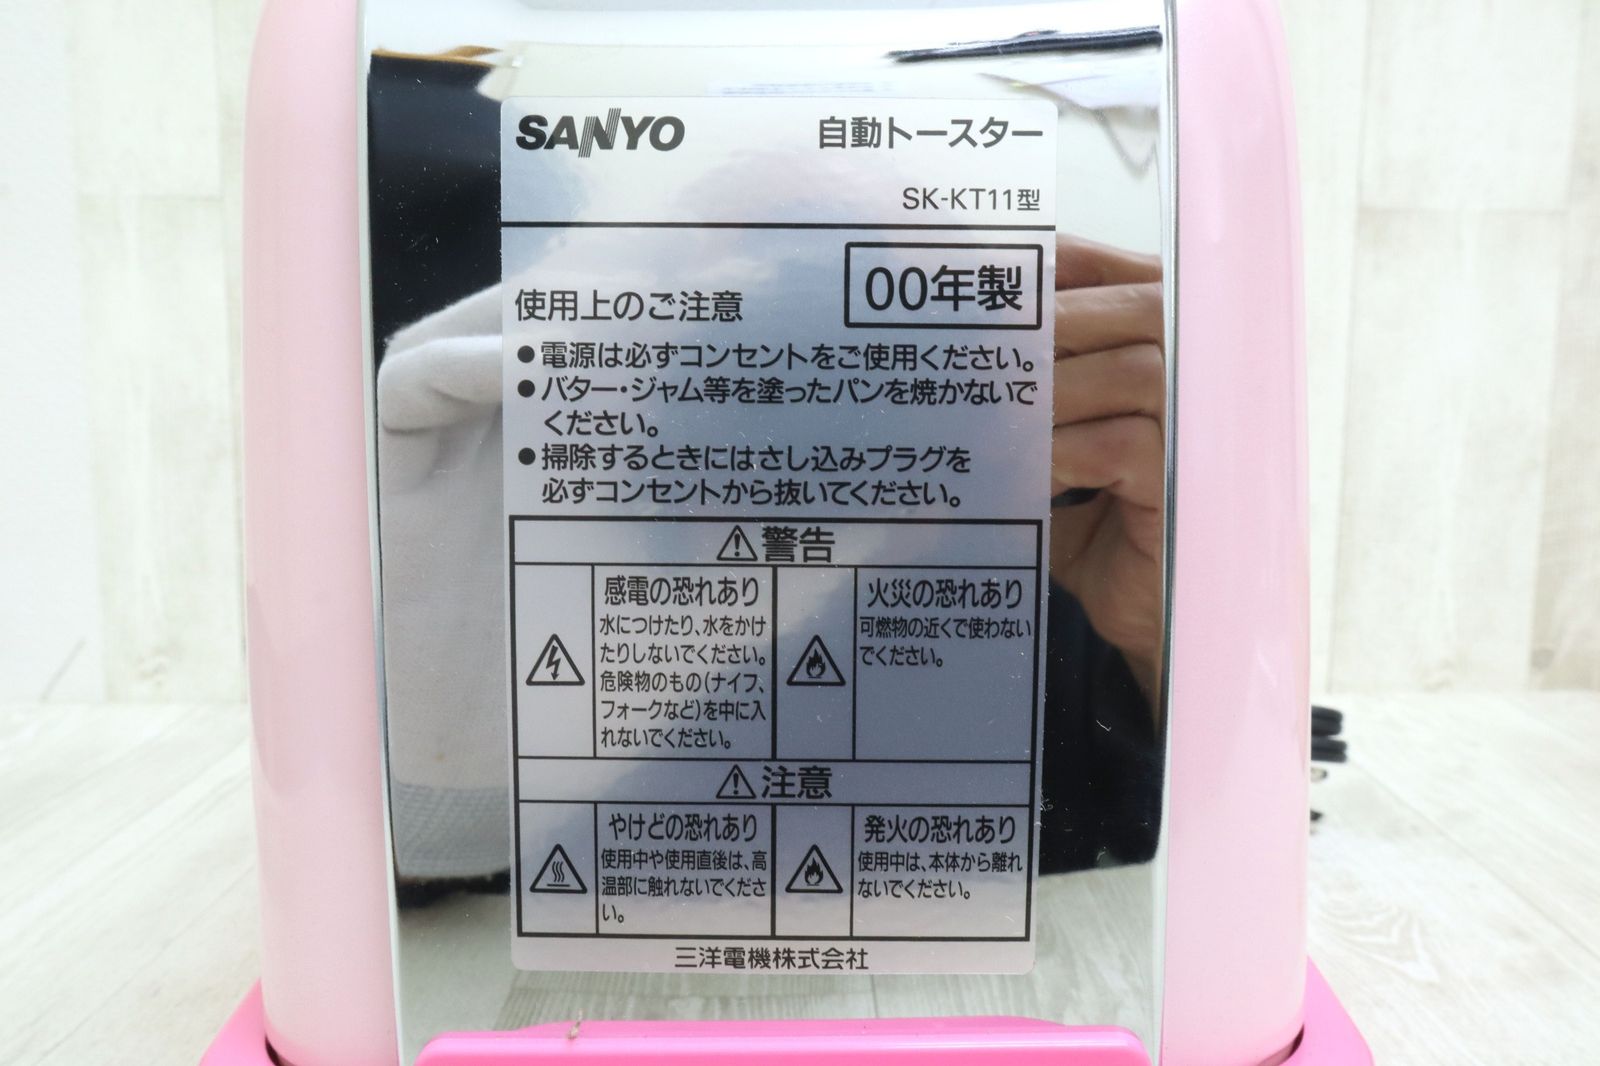 SANYO 自動トースター
SK-KT11型
00年製
使用上のご注意
●電源は必ずコンセントをご使用ください。
●バター・ジャム等を塗ったパンを焼かないで
ください。
●掃除するときにはさし込みプラグを
必ずコンセントから抜いてください。
警告
感電の恐れあり
水につけたり、水をかけ
たりしないでください。
危険物のもの(ナイフ、
フォークなど)を中に入
れないでください。
火災の恐れあり
可燃物の近くで使わない
でください。
注意
やけどの恐れあり
使用中や使用直後は、高
温部に触れないでくださ
い。
発火の恐れあり
使用中は、本体から離れ
ないでください。
三洋電機株式会社